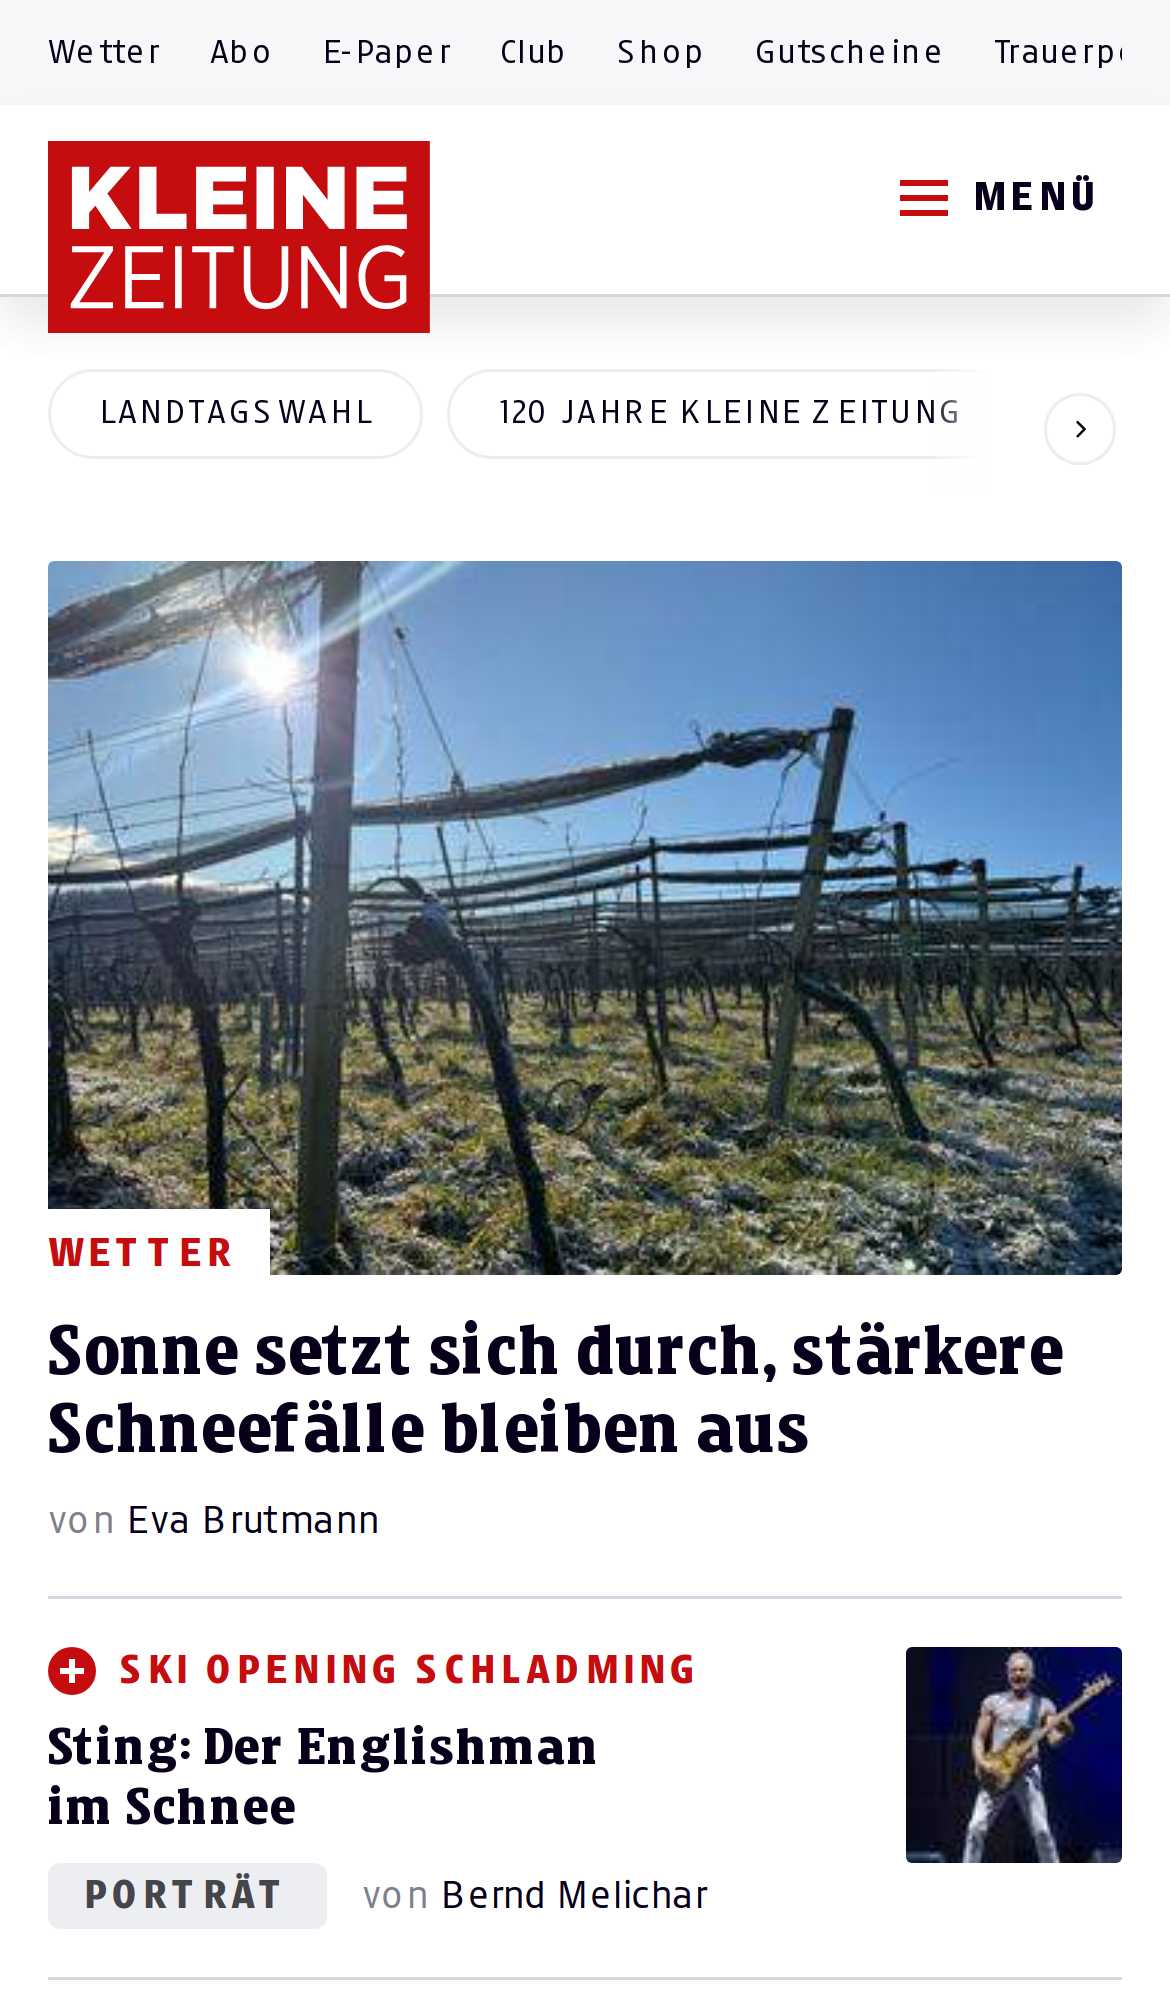 Wetter Abo E-Paper Club Shop Gutscheine
KLEINE
ZEITUNG
MENÜ
LANDTAGSWAHL 120 JAHRE KLEINE ZEITUNG
WETTER
Sonne setzt sich durch, stärkere
Schneefälle bleiben aus
von Eva Brutmann
SKI OPENING SCHLADMING
Sting: Der Englishman
im Schnee
PORTRÄT von Bernd Melichar